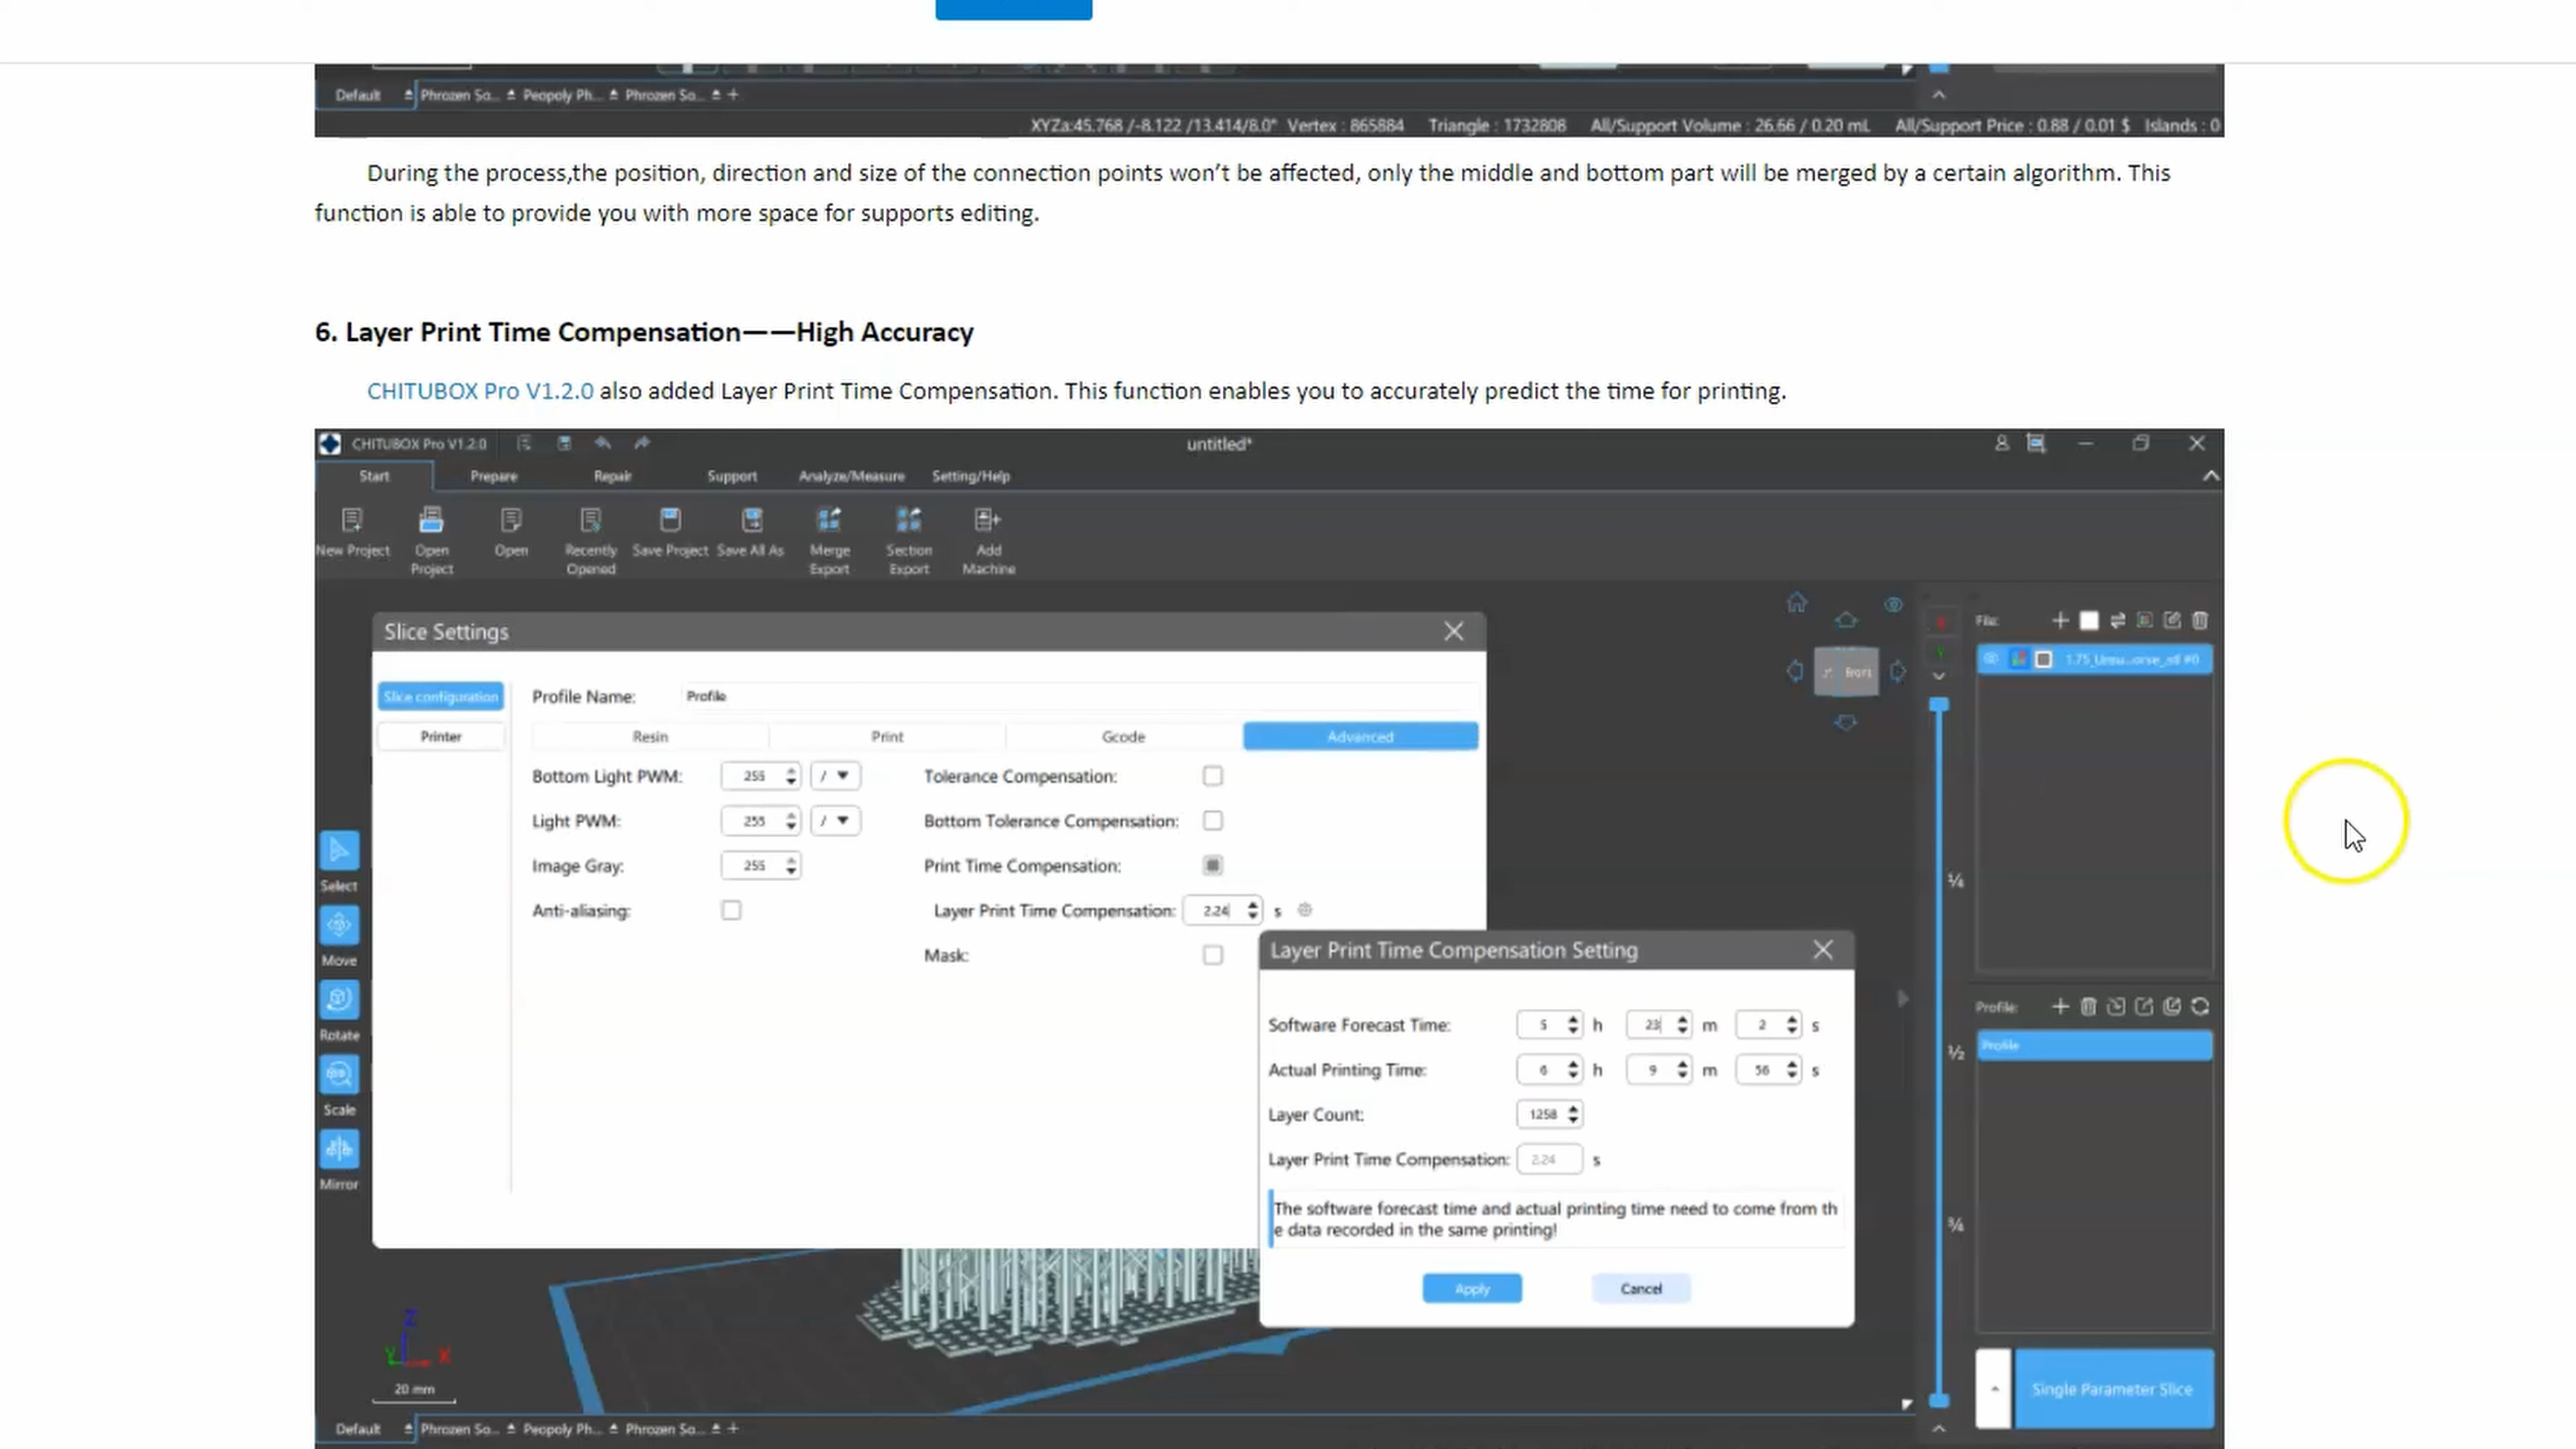 Default Phrozen So... Peopoly Ph... Phrozen So... +
XYZa:45.768 /-8.122 /13.414/8.0° Vertex : 865884 Triangle : 1732808 All/Support Volume : 26.66 / 0.20 mL All/Support Price : 0.88 / 0.01 $ Islands : 0
During the process,the position, direction and size of the connection points won’t be affected, only the middle and bottom part will be merged by a certain algorithm. This
function is able to provide you with more space for supports editing.
6. Layer Print Time Compensation——High Accuracy
CHITUBOX Pro V1.2.0 also added Layer Print Time Compensation. This function enables you to accurately predict the time for printing.
CHITUBOX Pro V1.2.0 untitled*
Start Prepare Repair Support Analyze/Measure Setting/Help
New Project Open Project Open Recently Opened Save Project Save All As Merge Export Section Export Add Machine
Slice Settings
Slice configuration
Printer
Profile Name: Profile
Resin Print Gcode Advanced
Bottom Light PWM: 255 / Tolerance Compensation:
Light PWM: 255 / Bottom Tolerance Compensation:
Image Gray: 255 Print Time Compensation:
Anti-aliasing: Layer Print Time Compensation: 2.24 s
Mask:
Layer Print Time Compensation Setting
Software Forecast Time: 5 h 23 m 2 s
Actual Printing Time: 6 h 9 m 56 s
Layer Count: 1258
Layer Print Time Compensation: 2.24 s
The software forecast time and actual printing time need to come from th
e data recorded in the same printing!
Apply Cancel
Select
Move
Rotate
Scale
Mirror
Front
File:
1.75_Unsu...orse_.stl #0
¼
½
¾
Profile:
Profile
Single Parameter Slice
Z
Y X
20 mm
Default Phrozen So... Peopoly Ph... Phrozen So... +